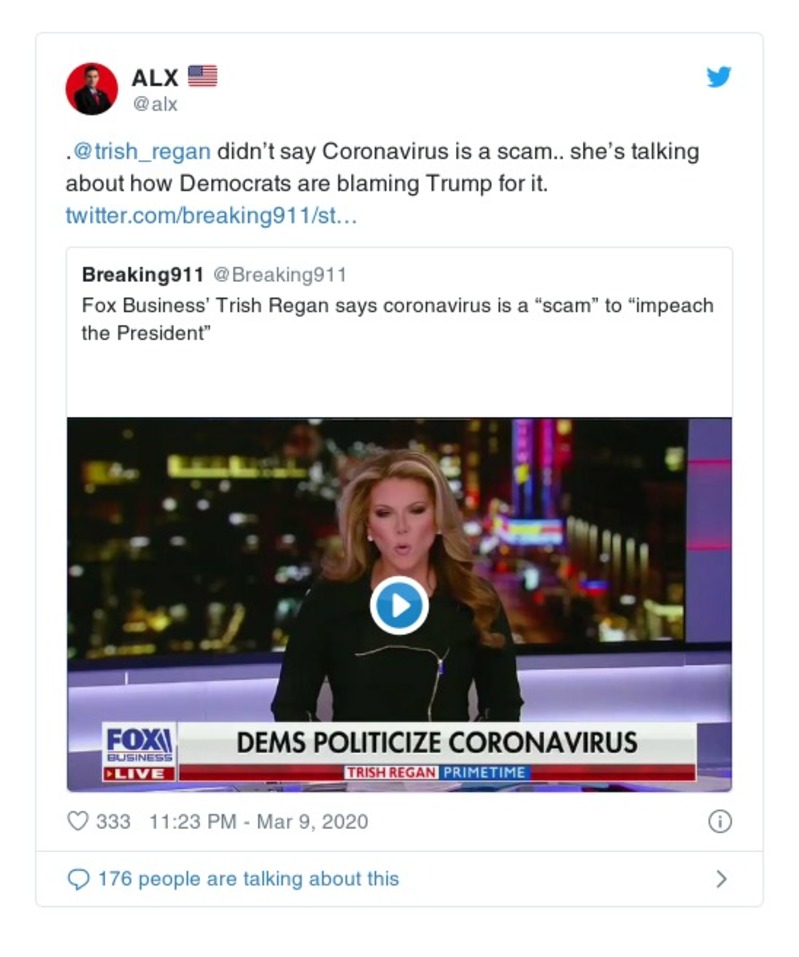 ALX 🇺🇸
@alx
.@trish_regan didn’t say Coronavirus is a scam.. she’s talking
about how Democrats are blaming Trump for it.
twitter.com/breaking911/st…
Breaking911 @Breaking911
Fox Business’ Trish Regan says coronavirus is a “scam” to “impeach
the President”
FOX
BUSINESS
LIVE
DEMS POLITICIZE CORONAVIRUS
TRISH REGAN PRIMETIME
333 11:23 PM - Mar 9, 2020
176 people are talking about this